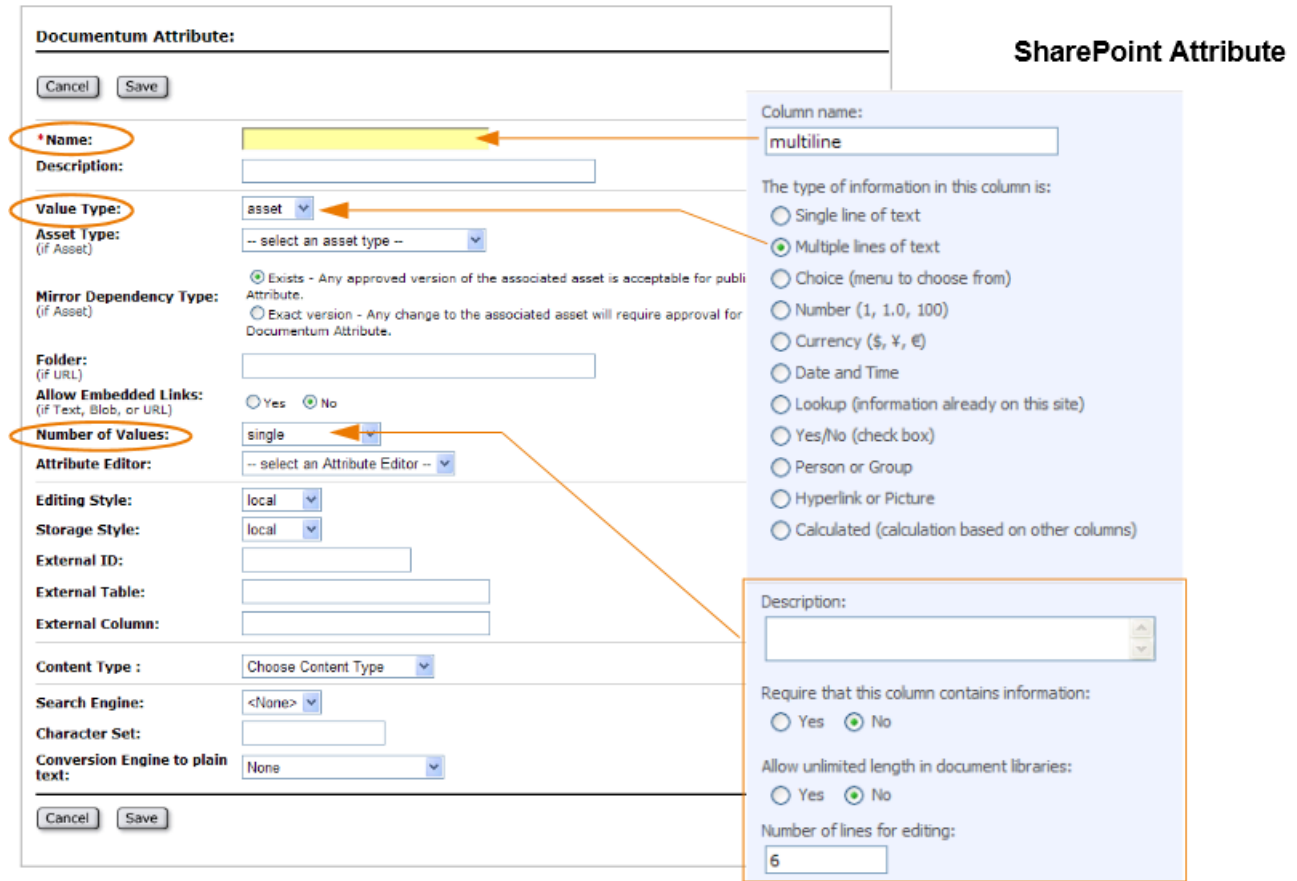 Documentum Attribute:
SharePoint Attribute
Cancel Save
*Name:
Description:
Value Type: asset
Asset Type: -- select an asset type --
(if Asset)
Mirror Dependency Type:
(if Asset)
Exists - Any approved version of the associated asset is acceptable for publi
Attribute.
Exact version - Any change to the associated asset will require approval for
Documentum Attribute.
Folder:
(if URL)
Allow Embedded Links: Yes No
(if Text, Blob, or URL)
Number of Values: single
Attribute Editor: -- select an Attribute Editor --
Editing Style: local
Storage Style: local
External ID:
External Table:
External Column:
Content Type : Choose Content Type
Search Engine: <None>
Character Set:
Conversion Engine to plain
text: None
Cancel Save
Column name:
multiline
The type of information in this column is:
Single line of text
Multiple lines of text
Choice (menu to choose from)
Number (1, 1.0, 100)
Currency ($, ¥, €)
Date and Time
Lookup (information already on this site)
Yes/No (check box)
Person or Group
Hyperlink or Picture
Calculated (calculation based on other columns)
Description:
Require that this column contains information:
Yes No
Allow unlimited length in document libraries:
Yes No
Number of lines for editing:
6